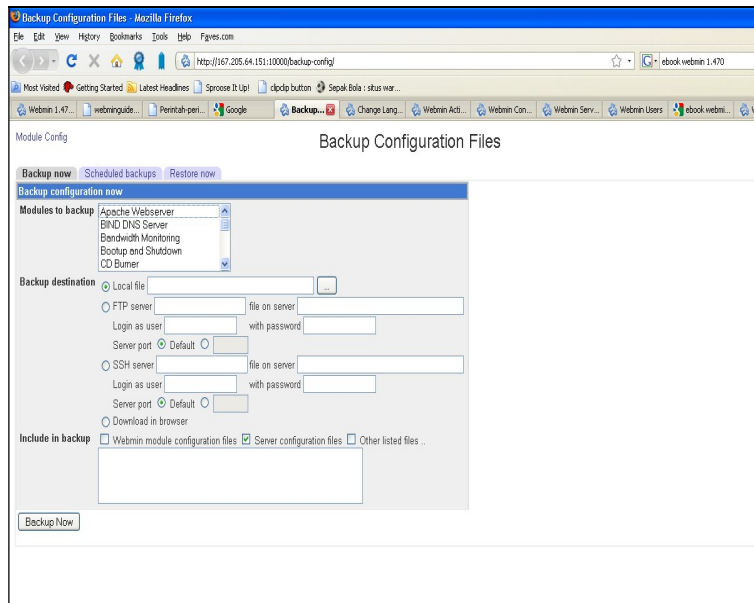 Backup Configuration Files - Mozilla Firefox
File Edit View History Bookmarks Tools Help Faves.com
http://167.205.64.151:10000/backup-config/ ebook webmin 1.470
Most Visited Getting Started Latest Headlines Sproose It Up! clipclip button Sepak Bola : situs war...
Webmin 1.47... webminguide... Perintah-peri... Google Backup... Change Lang... Webmin Acti... Webmin Con... Webmin Serv... Webmin Users ebook webmi...
Module Config
Backup Configuration Files
Backup now Scheduled backups Restore now
Backup configuration now
Modules to backup Apache Webserver
BIND DNS Server
Bandwidth Monitoring
Bootup and Shutdown
CD Burner
Backup destination Local file ...
FTP server file on server
Login as user with password
Server port Default
SSH server file on server
Login as user with password
Server port Default
Download in browser
Include in backup Webmin module configuration files Server configuration files Other listed files ..
Backup Now